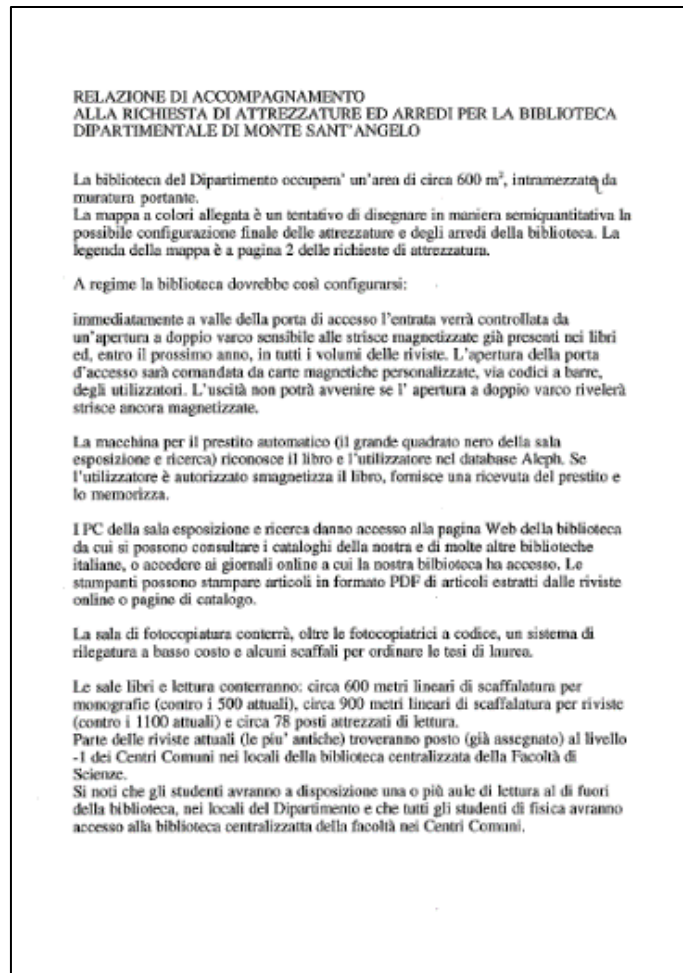 RELAZIONE DI ACCOMPAGNAMENTO
ALLA RICHIESTA DI ATTREZZATURE ED ARREDI PER LA BIBLIOTECA
DIPARTIMENTALE DI MONTE SANT'ANGELO
La biblioteca del Dipartimento occupera' un'area di circa 600 m², intramezzata da
muratura portante.
La mappa a colori allegata è un tentativo di disegnare in maniera semiquantitativa la
possibile configurazione finale delle attrezzature e degli arredi della biblioteca. La
legenda della mappa è a pagina 2 delle richieste di attrezzatura.
A regime la biblioteca dovrebbe così configurarsi:
immediatamente a valle della porta di accesso l'entrata verrà controllata da
un'apertura a doppio varco sensibile alle strisce magnetizzate già presenti nei libri
ed, entro il prossimo anno, in tutti i volumi delle riviste. L'apertura della porta
d'accesso sarà comandata da carte magnetiche personalizzate, via codici a barre,
degli utilizzatori. L'uscità non potrà avvenire se l' apertura a doppio varco rivelerà
strisce ancora magnetizzate.
La macchina per il prestito automatico (il grande quadrato nero della sala
esposizione e ricerca) riconosce il libro e l'utilizzatore nel database Aleph. Se
l'utilizzatore è autorizzato smagnetizza il libro, fornisce una ricevuta del prestito e
lo memorizza.
I PC della sala esposizione e ricerca danno accesso alla pagina Web della biblioteca
da cui si possono consultare i cataloghi della nostra e di molte altre biblioteche
italiane, o accedere ai giornali online a cui la nostra bilbioteca ha accesso. Le
stampanti possono stampare articoli in formato PDF di articoli estratti dalle riviste
online o pagine di catalogo.
La sala di fotocopiatura conterrà, oltre le fotocopiatrici a codice, un sistema di
rilegatura a basso costo e alcuni scaffali per ordinare le tesi di laurea.
Le sale libri e lettura conterranno: circa 600 metri lineari di scaffalatura per
monografie (contro i 500 attuali), circa 900 metri lineari di scaffalatura per riviste
(contro i 1100 attuali) e circa 78 posti attrezzati di lettura.
Parte delle riviste attuali (le piu' antiche) troveranno posto (già assegnato) al livello
-1 dei Centri Comuni nei locali della biblioteca centralizzata della Facoltà di
Scienze.
Si noti che gli studenti avranno a disposizione una o più aule di lettura al di fuori
della biblioteca, nei locali del Dipartimento e che tutti gli studenti di fisica avranno
accesso alla biblioteca centralizzatta della facoltà nei Centri Comuni.